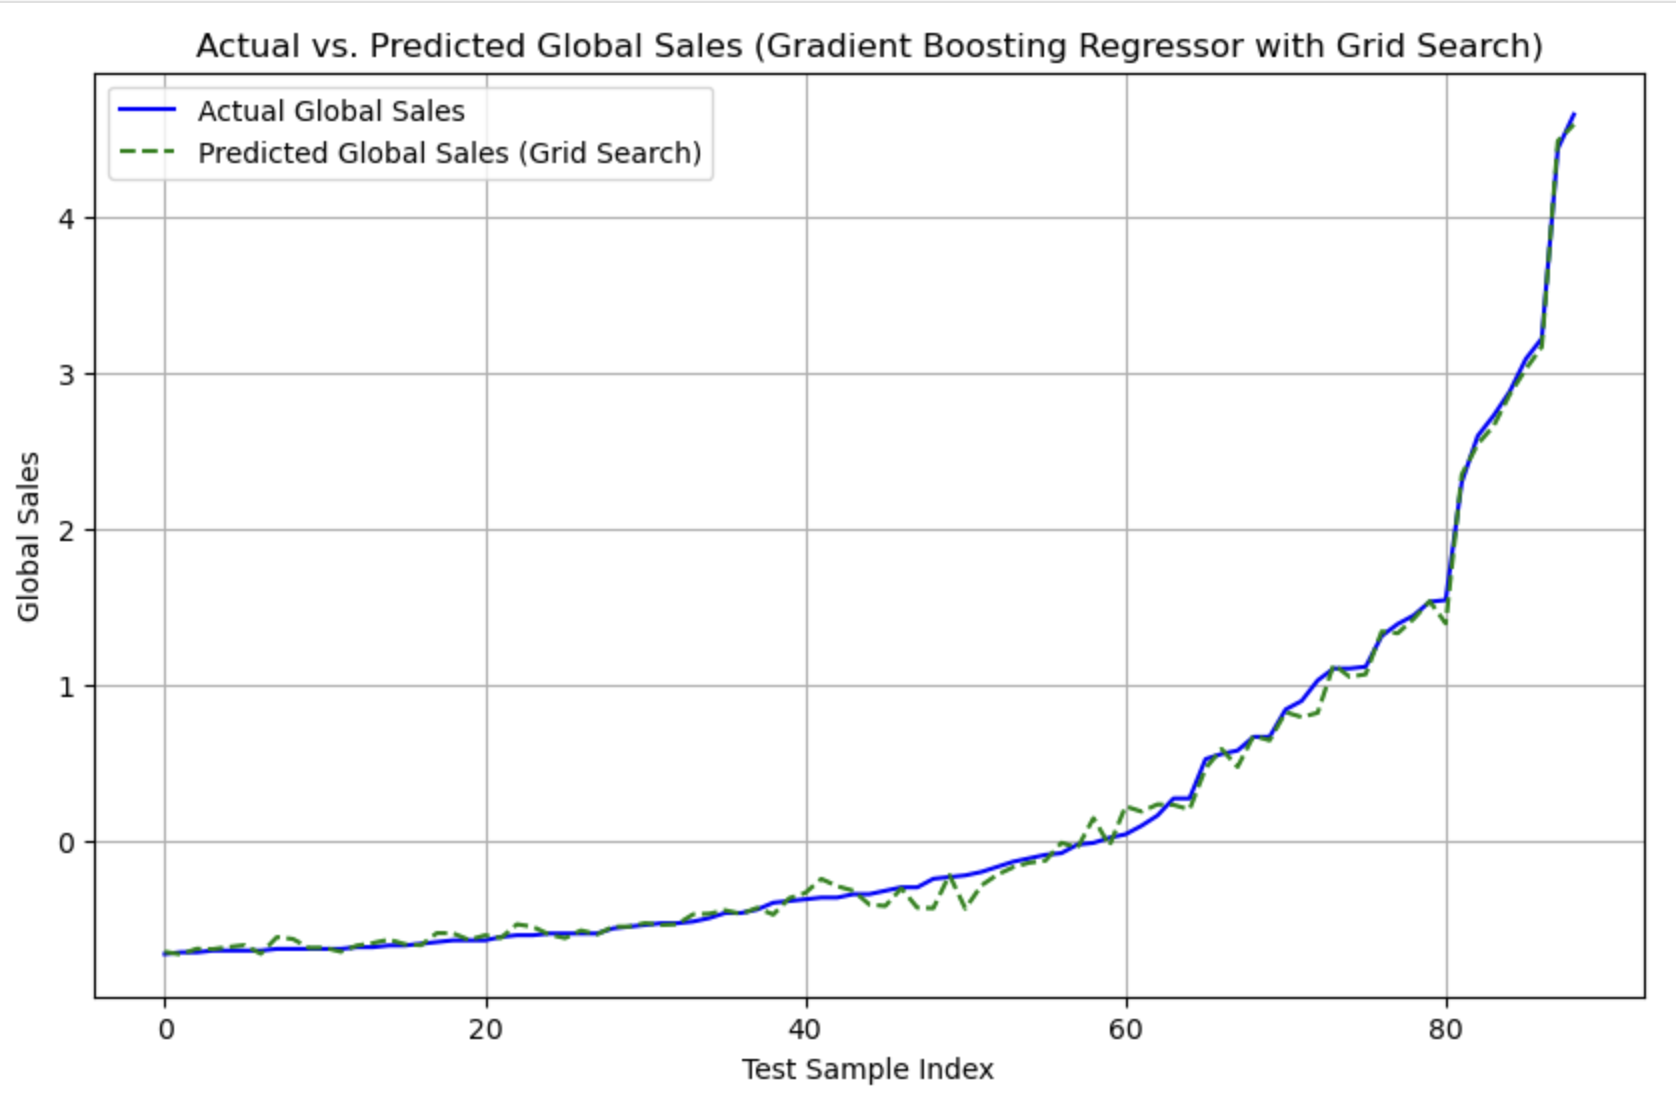 Actual vs. Predicted Global Sales (Gradient Boosting Regressor with Grid Search)
Actual Global Sales
Predicted Global Sales (Grid Search)
4
3
2
1
0
Global Sales
0 20 40 60 80
Test Sample Index